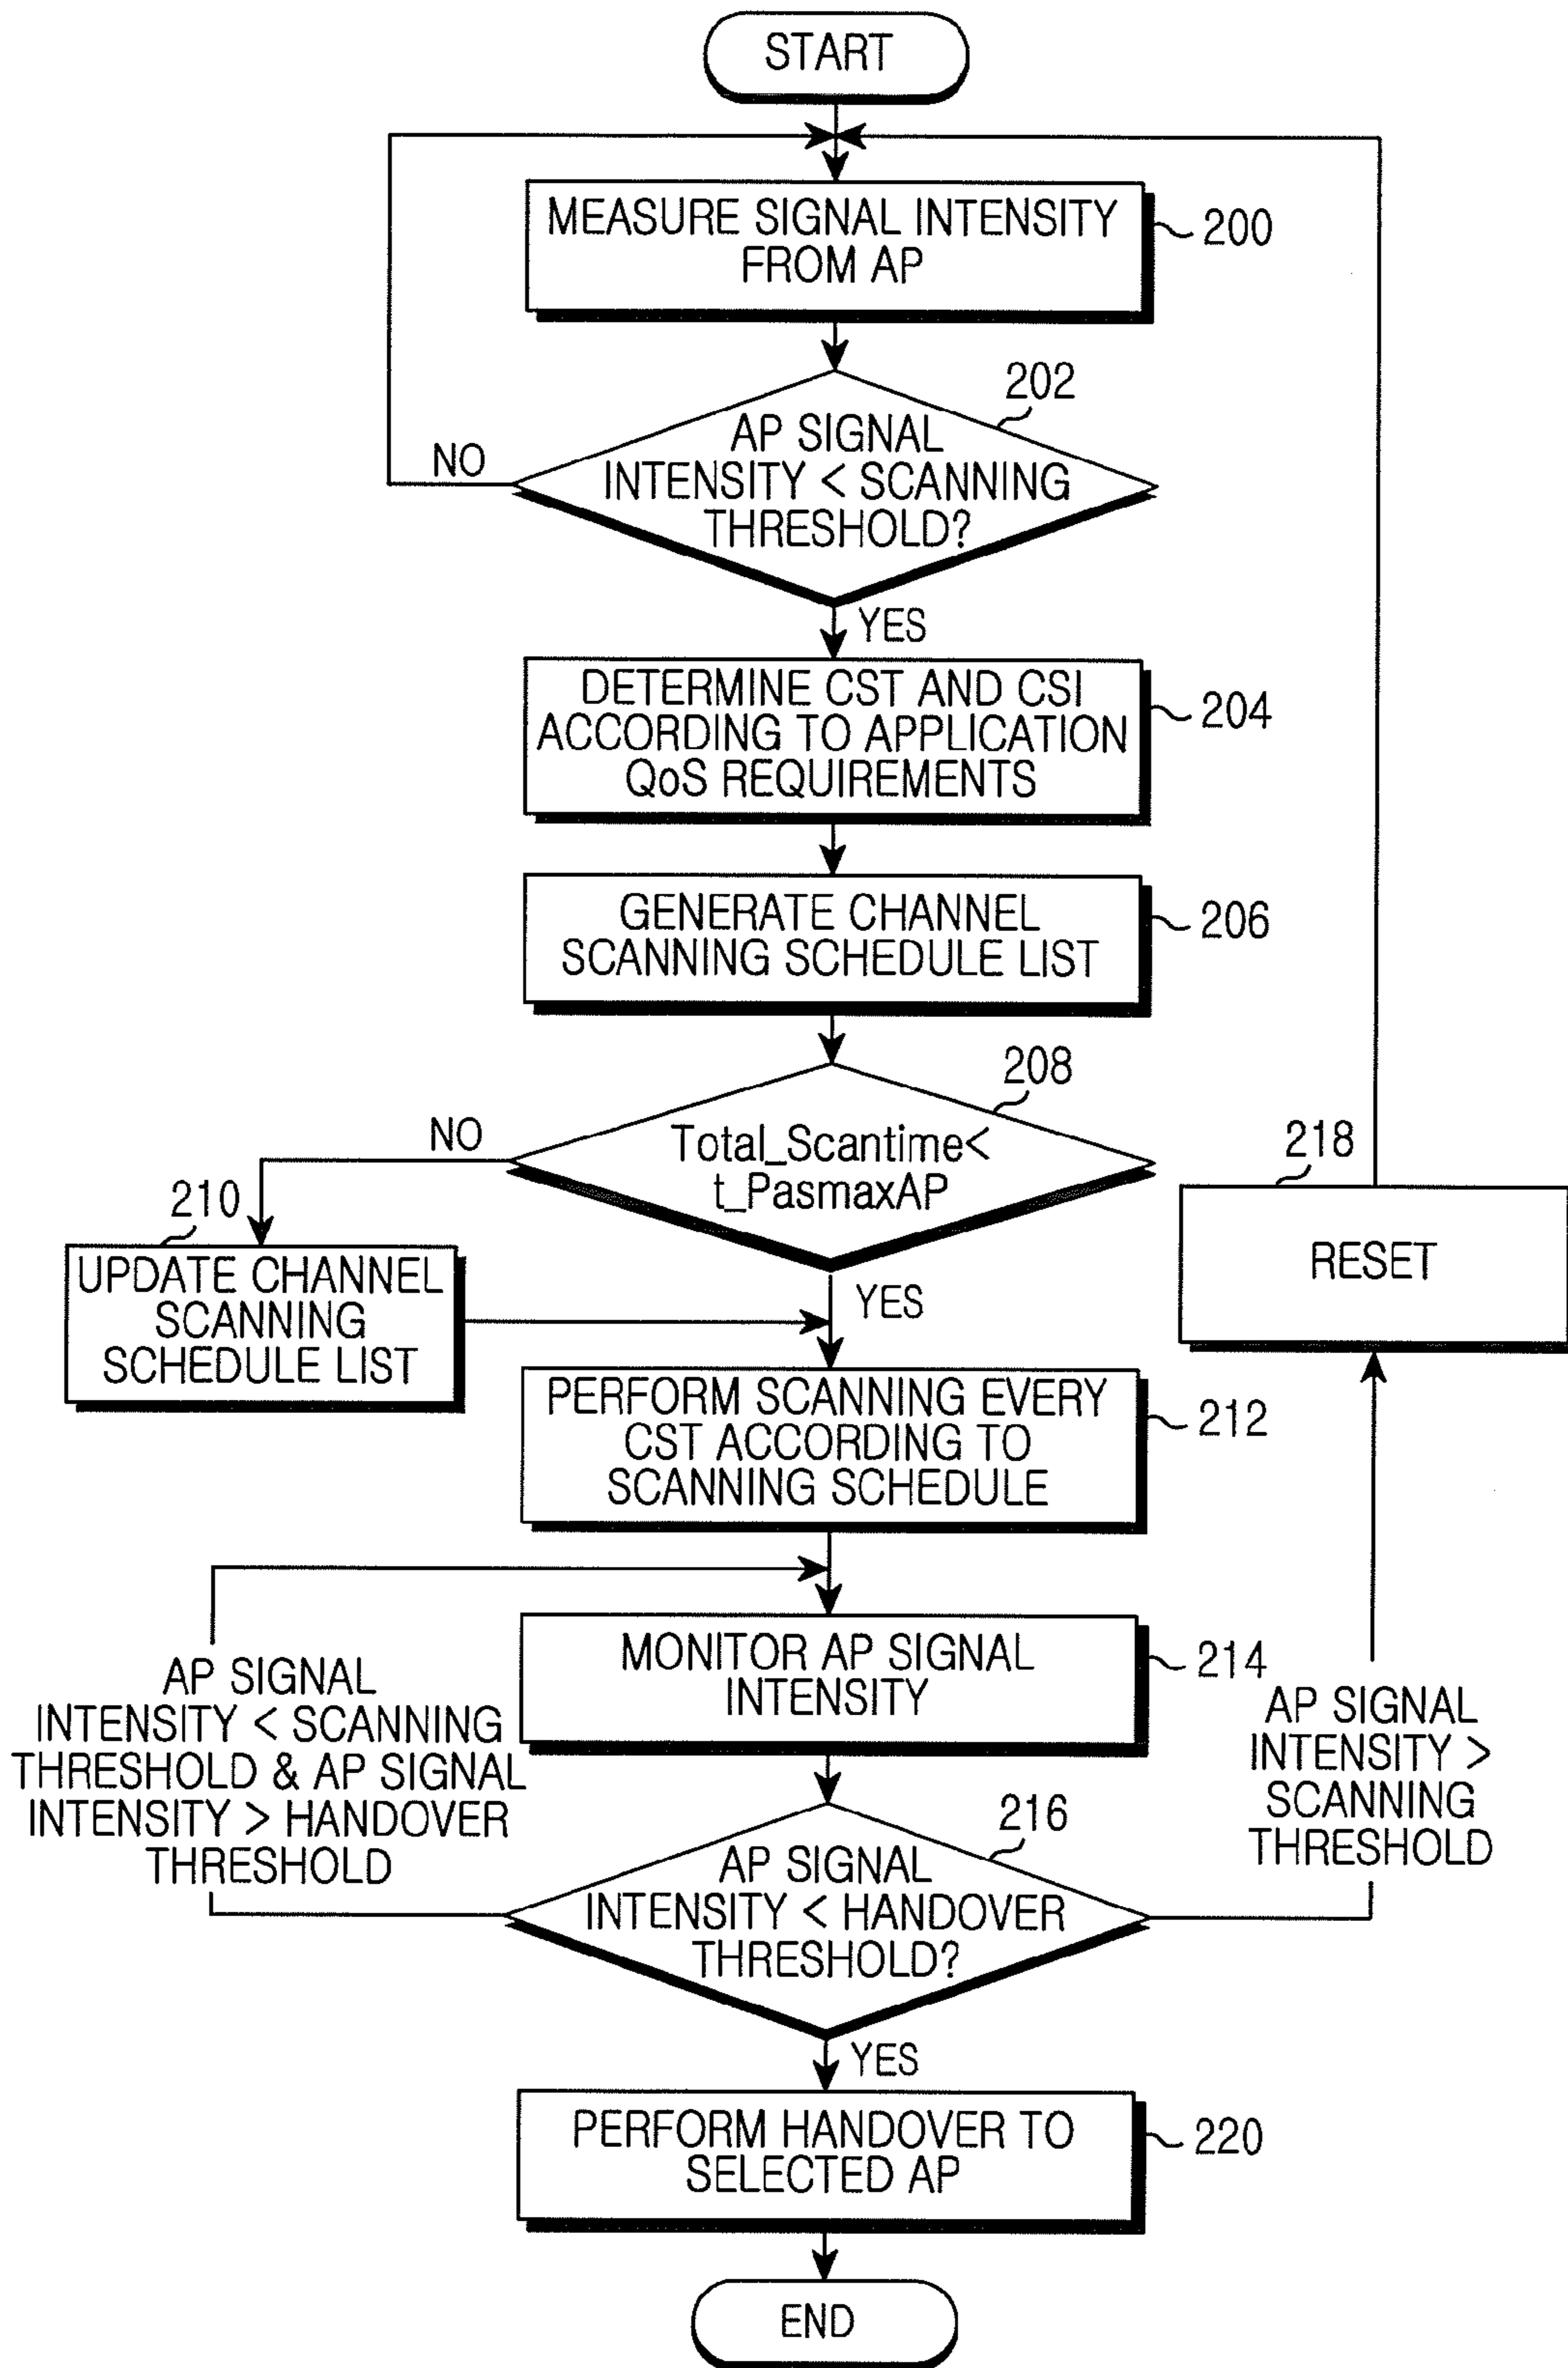 START
MEASURE SIGNAL INTENSITY
FROM AP
200
202
AP SIGNAL
INTENSITY < SCANNING
THRESHOLD?
NO
YES
DETERMINE CST AND CSI
ACCORDING TO APPLICATION
QoS REQUIREMENTS
204
GENERATE CHANNEL
SCANNING SCHEDULE LIST
206
208
Total_Scantime<
t_PasmaxAP
NO
YES
210
UPDATE CHANNEL
SCANNING
SCHEDULE LIST
218
RESET
PERFORM SCANNING EVERY
CST ACCORDING TO
SCANNING SCHEDULE
212
MONITOR AP SIGNAL
INTENSITY
214
AP SIGNAL
INTENSITY < SCANNING
THRESHOLD & AP SIGNAL
INTENSITY > HANDOVER
THRESHOLD
AP SIGNAL
INTENSITY >
SCANNING
THRESHOLD
216
AP SIGNAL
INTENSITY < HANDOVER
THRESHOLD?
YES
PERFORM HANDOVER TO
SELECTED AP
220
END